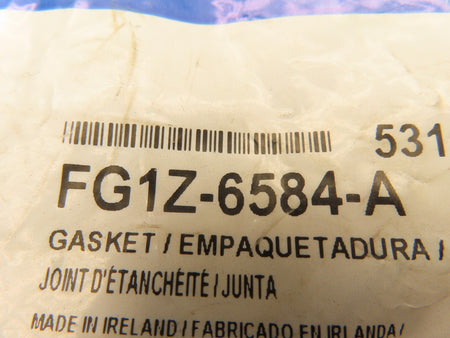 531
FG1Z-6584-A
GASKET / EMPAQUETADURA /
JOINT D'ÉTANCHÉITÉ / JUNTA
MADE IN IRELAND / FABRICADO EN IRLANDA /